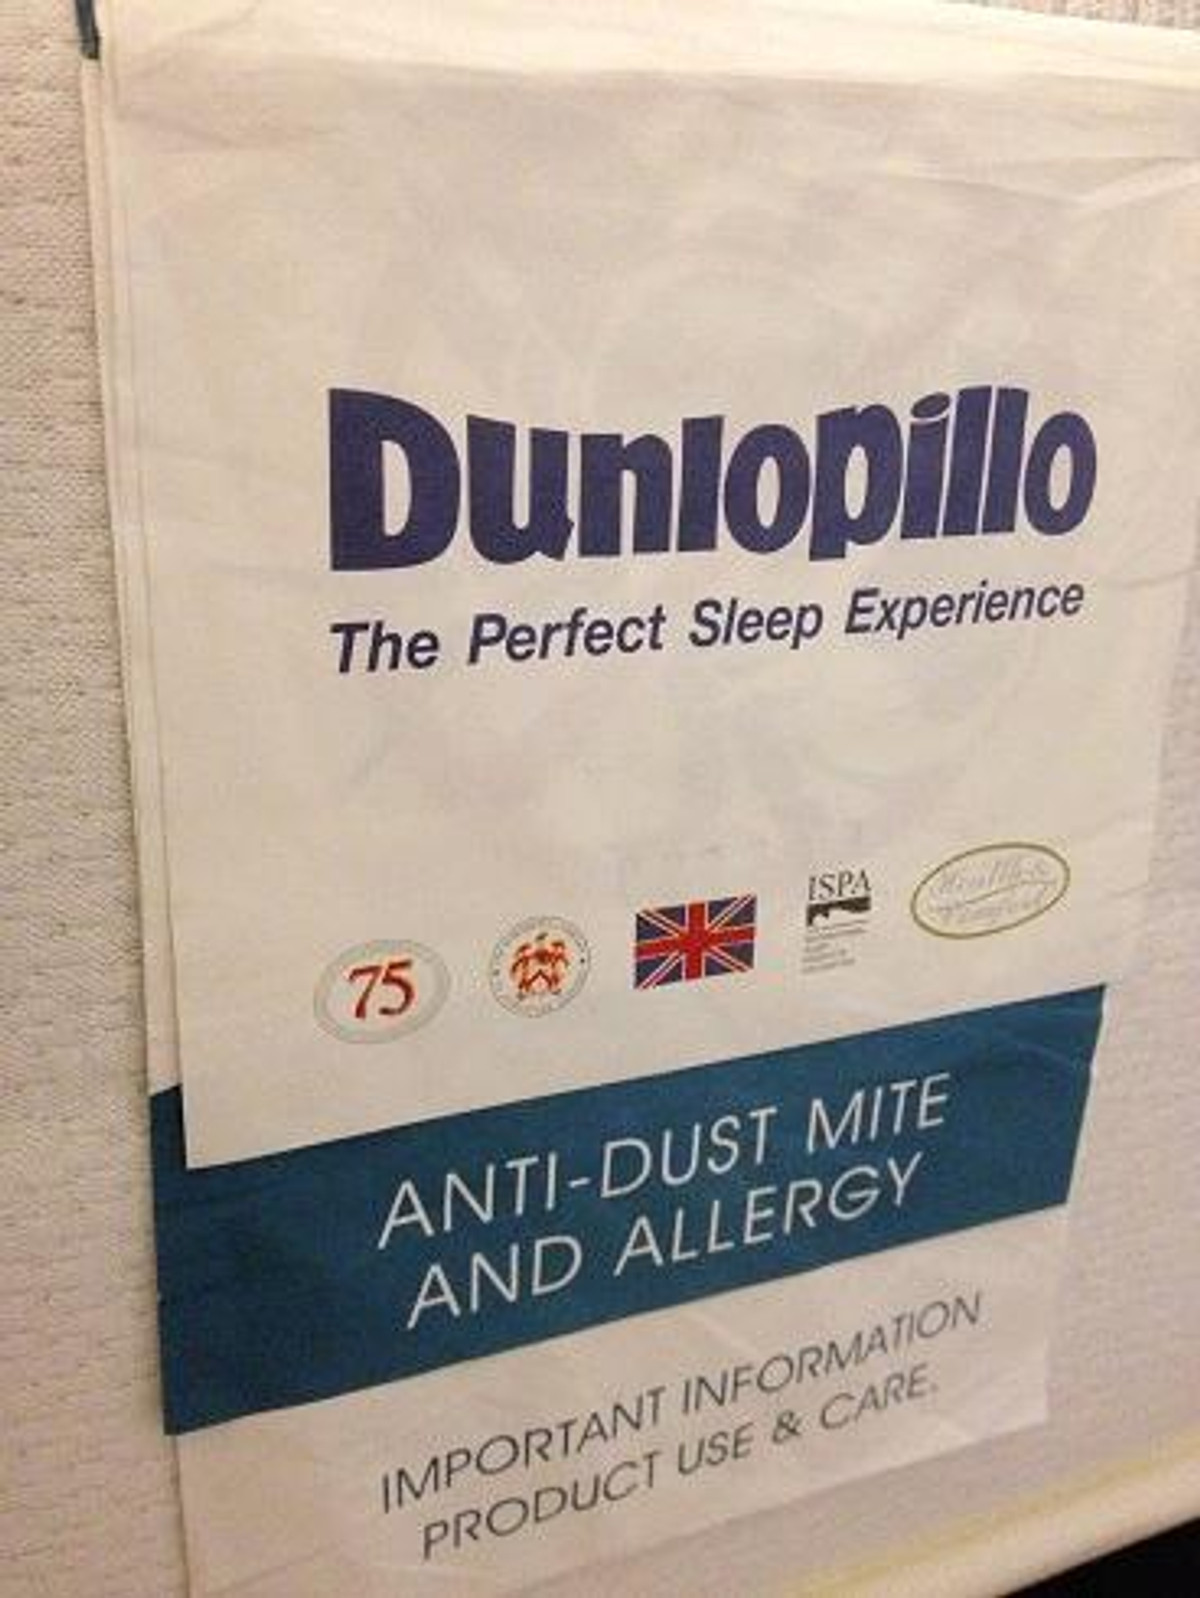 Dunlopillo
The Perfect Sleep Experience
75
ISPA
ANTI-DUST MITE
AND ALLERGY
IMPORTANT INFORMATION
PRODUCT USE & CARE.